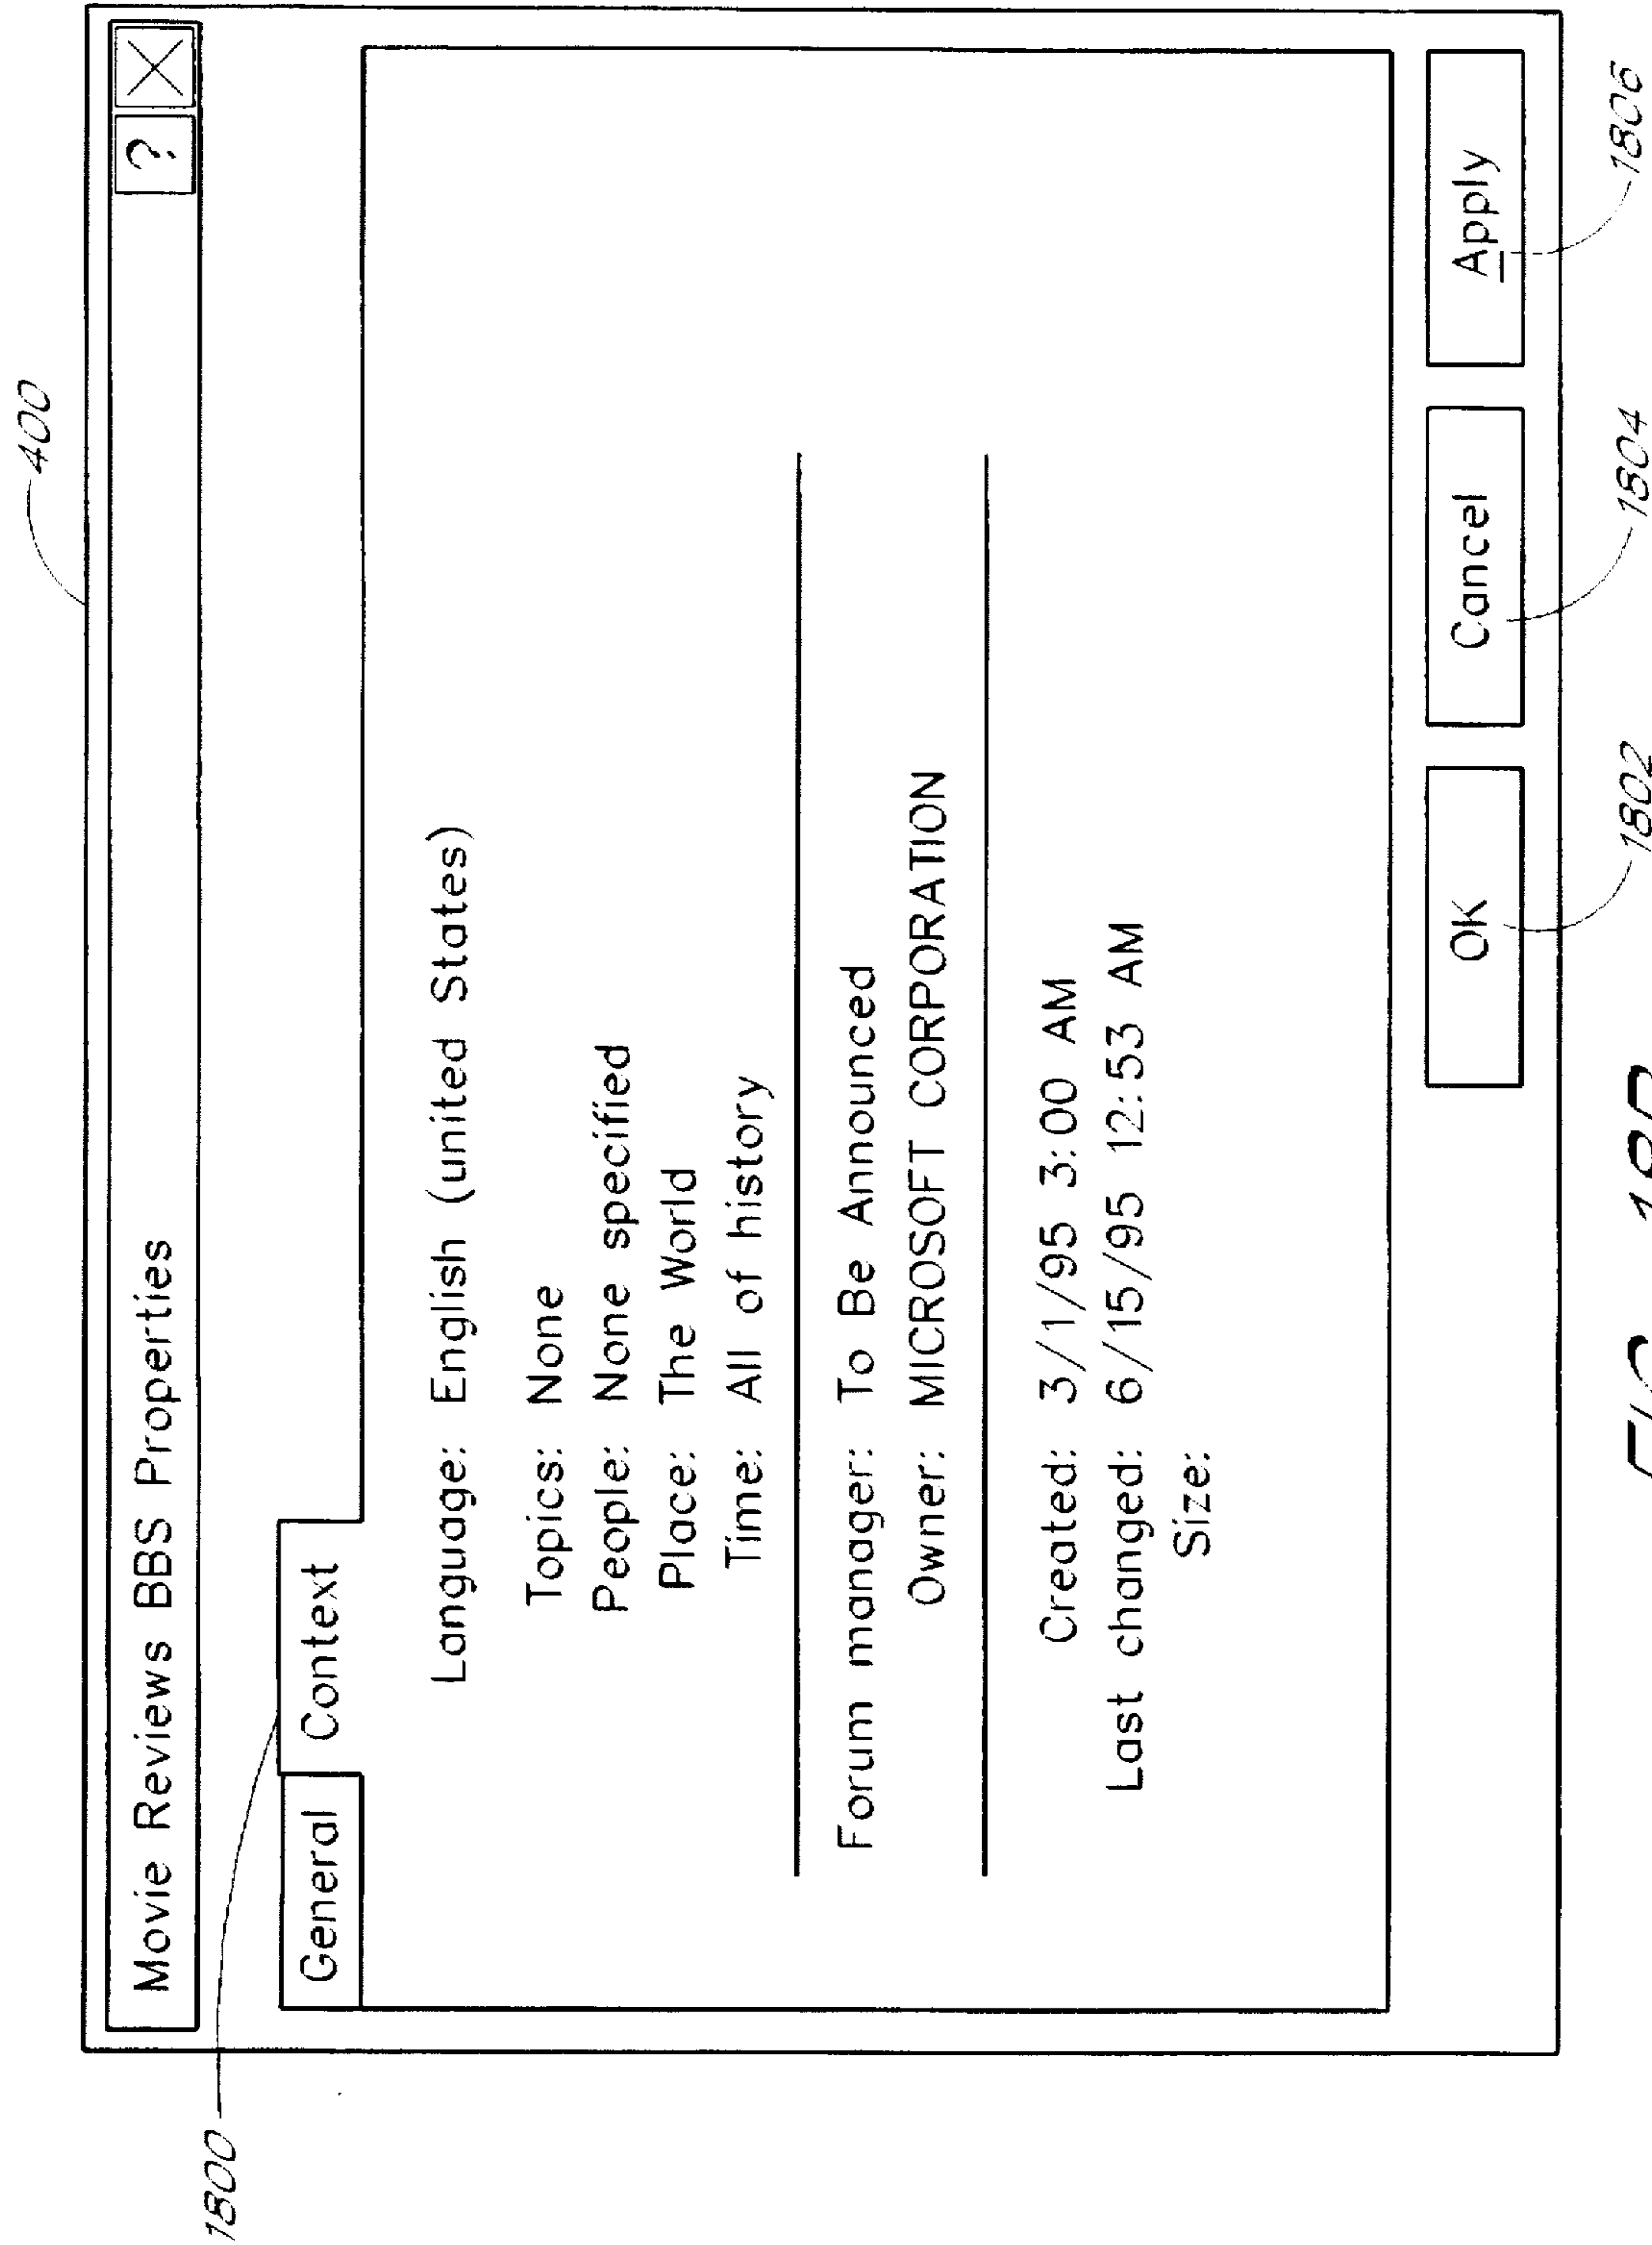 400
Movie Reviews BBS Properties ? X
1800
General Context
Language: English (united States)
Topics: None
People: None specified
Place: The World
Time: All of history
Forum manager: To Be Announced
Owner: MICROSOFT CORPORATION
Created: 3/1/95 3:00 AM
Last changed: 6/15/95 12:53 AM
Size:
OK Cancel Apply
1802 1804 1806